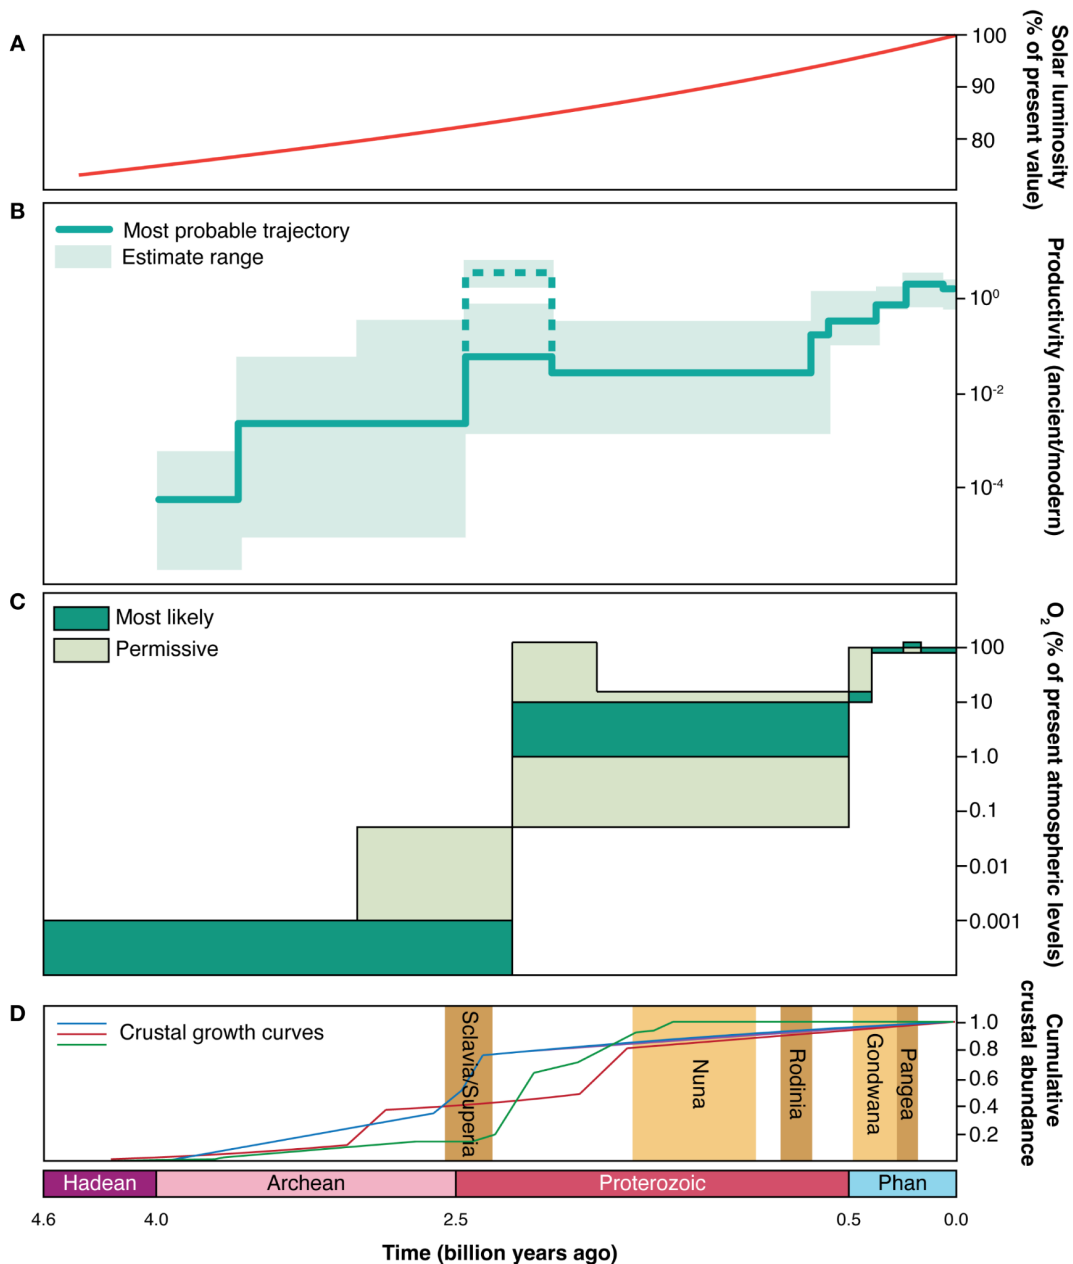 A
100
90
80
Solar luminosity
(% of present value)
B
Most probable trajectory
Estimate range
10⁰
10⁻²
10⁻⁴
Productivity (ancient/modern)
C
Most likely
Permissive
100
10
1.0
0.1
0.01
0.001
O₂ (% of present atmospheric levels)
D
Crustal growth curves
Sclavia/Superia
Nuna
Rodinia
Gondwana
Pangea
1.0
0.8
0.6
0.4
0.2
Cumulative
crustal abundance
Hadean
Archean
Proterozoic
Phan
4.6
4.0
2.5
0.5
0.0
Time (billion years ago)